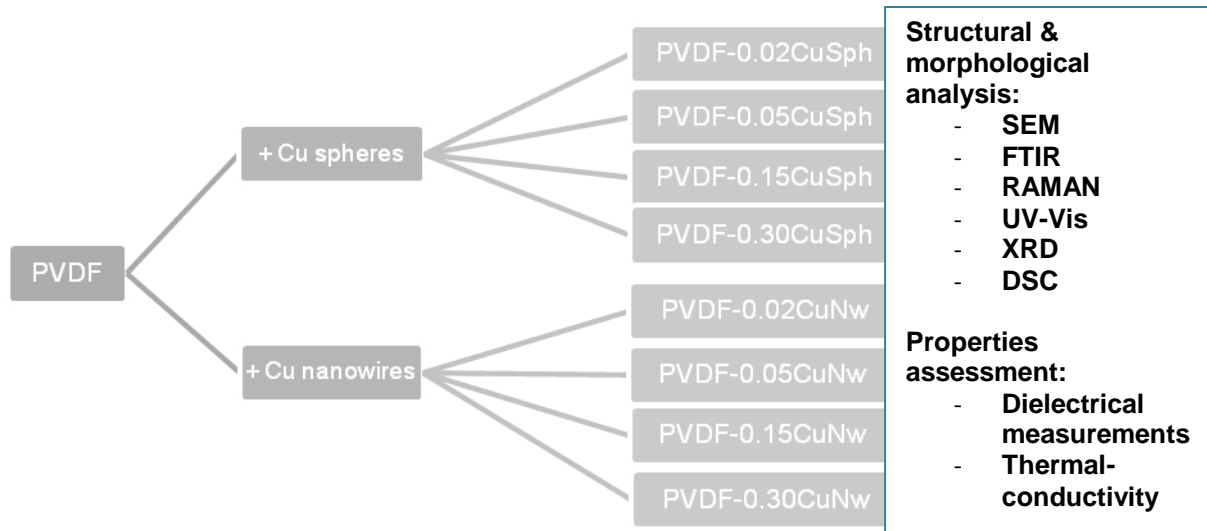 PVDF
+ Cu spheres
+ Cu nanowires
PVDF-0.02CuSph
PVDF-0.05CuSph
PVDF-0.15CuSph
PVDF-0.30CuSph
PVDF-0.02CuNw
PVDF-0.05CuNw
PVDF-0.15CuNw
PVDF-0.30CuNw
Structural &
morphological
analysis:
- SEM
- FTIR
- RAMAN
- UV-Vis
- XRD
- DSC
Properties
assessment:
- Dielectrical
measurements
- Thermal-
conductivity